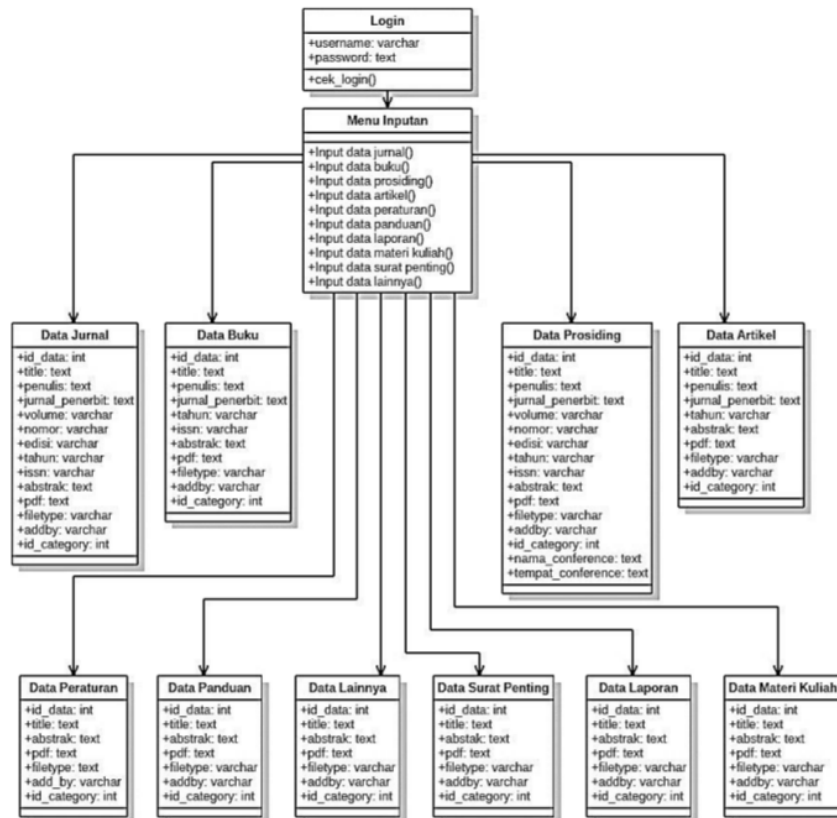 Login
+username: varchar
+password: text
+cek_login()
Menu Inputan
+Input data jurnal()
+Input data buku()
+Input data prosiding()
+Input data artikel()
+Input data peraturan()
+Input data panduan()
+Input data laporan()
+Input data materi kuliah()
+Input data surat penting()
+Input data lainnya()
Data Jurnal
+id_data: int
+title: text
+penulis: text
+jurnal_penerbit: text
+volume: varchar
+nomor: varchar
+edisi: varchar
+tahun: varchar
+issn: varchar
+abstrak: text
+pdf: text
+filetype: varchar
+addby: varchar
+id_category: int
Data Buku
+id_data: int
+title: text
+penulis: text
+jurnal_penerbit: text
+tahun: varchar
+issn: varchar
+abstrak: text
+pdf: text
+filetype: varchar
+addby: varchar
+id_category: int
Data Prosiding
+id_data: int
+title: text
+penulis: text
+jurnal_penerbit: text
+volume: varchar
+nomor: varchar
+edisi: varchar
+tahun: varchar
+issn: varchar
+abstrak: text
+pdf: text
+filetype: varchar
+addby: varchar
+id_category: int
+nama_conference: text
+tempat_conference: text
Data Artikel
+id_data: int
+title: text
+penulis: text
+jurnal_penerbit: text
+tahun: varchar
+abstrak: text
+pdf: text
+filetype: varchar
+addby: varchar
+id_category: int
Data Peraturan
+id_data: int
+title: text
+abstrak: text
+pdf: text
+filetype: text
+add_by: varchar
+id_category: int
Data Panduan
+id_data: int
+title: text
+abstrak: text
+pdf: text
+filetype: varchar
+addby: varchar
+id_category: int
Data Lainnya
+id_data: int
+title: text
+abstrak: text
+pdf: text
+filetype: varchar
+addby: varchar
+id_category: int
Data Surat Penting
+id_data: int
+title: text
+abstak: text
+pdf: text
+filetype: varchar
+addby: varchar
+id_category: int
Data Laporan
+id_data: int
+title: text
+abstrak: text
+pdf: text
+filetype: varchar
+addby: varchar
+id_category: int
Data Materi Kuliah
+id_data: int
+title: text
+abstrak: text
+pdf: text
+filetype: varchar
+addby: varchar
+id_category: int